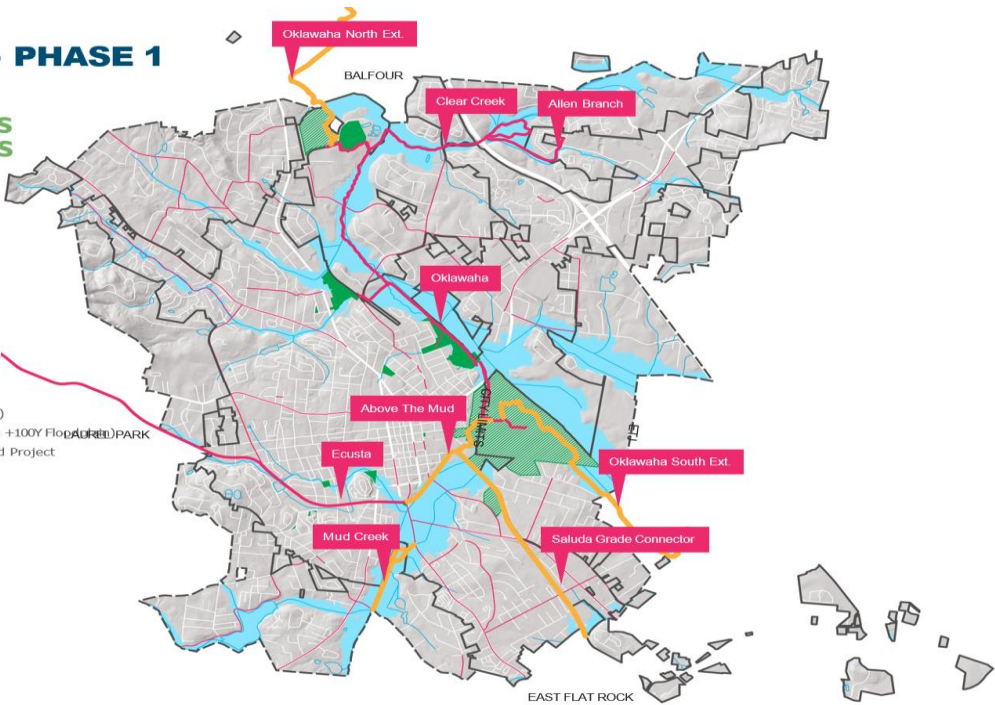 PHASE 1
S
S
Oklawaha North Ext.
BALFOUR
Clear Creek
Allen Branch
Oklawaha
CITY LIMITS
Above The Mud
)
+100Y
LAUREL PARK
d Project
Ecusta
ETJ
Oklawaha South Ext.
Mud Creek
Saluda Grade Connector
EAST FLAT ROCK